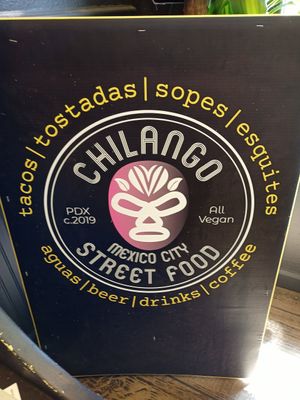 tacos|tostadas|sopes|esquites
CHILANGO
PDX
c.2019
All
Vegan
MEXICO CITY
STREET FOOD
aguas|beer|drinks|coffee